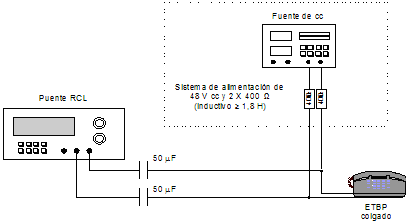 Fuente de cc
Sistema de alimentación de
48 V cc y 2 X 400 Ω
(Inductivo ≥ 1,8 H)
Puente RCL
50 µF
50 µF
ETBP
colgado